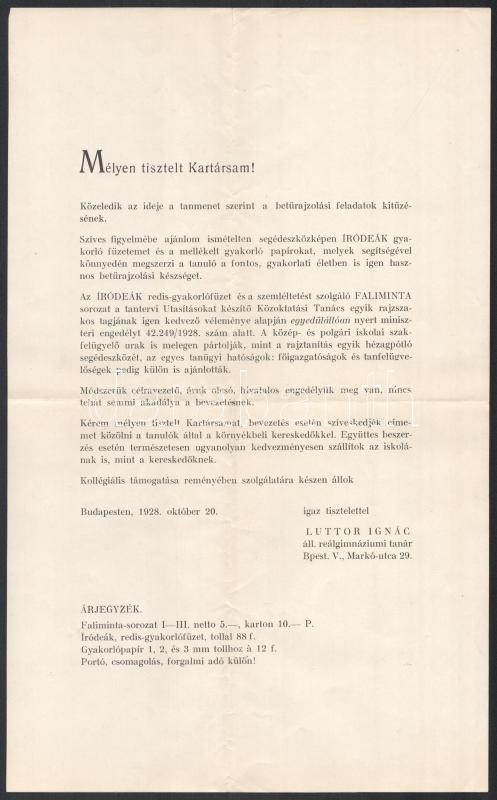 Mélyen tisztelt Kartársam!
Közeledik az ideje a tanmenet szerint a betűrajzolási feladatok kitűzé-
sének.
Szíves figyelmébe ajánlom ismételten segédeszközképen ÍRÓDEÁK gya-
korló füzetemet és a mellékelt gyakorló papírokat, melyek segítségével
könnyedén megszerzi a tanuló a fontos, gyakorlati életben is igen hasz-
nos betűrajzolási készséget.
Az ÍRÓDEÁK redis-gyakorlófüzet és a szemléltetést szolgáló FALIMINTA
sorozat a tantervi Utasításokat készítő Közoktatási Tanács egyik rajzsza-
kos tagjának igen kedvező véleménye alapján egyedülállóan nyert minisz-
teri engedélyt 42.249/1928. szám alatt. A közép- és polgári iskolai szak-
felügyelő urak is melegen pártolják, mint a rajztanítás egyik hézagpótló
segédeszközét, az egyes tanügyi hatóságok: főigazgatóságok és tanfelügye-
lőségek pedig külön is ajánlották.
Módszerük célravezető, áruk olcsó, hivatalos engedélyük meg van, nincs
tehát semmi akadálya a bevezetésnek.
Kérem mélyen tisztelt Kartársamat, bevezetés esetén szíveskedjék címe-
met közölni a tanulók által a környékbeli kereskedőkkel. Együttes beszer-
zés esetén természetesen ugyanolyan kedvezményesen szállítok az iskolá-
nak is, mint a kereskedőknek.
Kollégiális támogatása reményében szolgálatára készen állok
Budapesten, 1928. október 20.
igaz tisztelettel
LUTTOR IGNÁC
áll. reálgimnáziumi tanár
Bpest. V., Markó-utca 29.
ÁRJEGYZÉK.
Faliminta-sorozat I—III. netto 5.—, karton 10.— P.
Íródeák, redis-gyakorlófüzet, tollal 88 f.
Gyakorlópapír 1, 2, és 3 mm tollhoz à 12 f.
Portó, csomagolás, forgalmi adó külön!